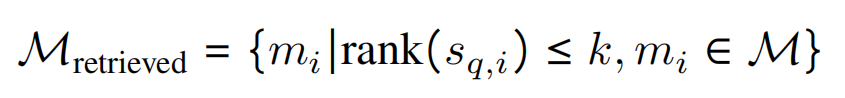 ℳ_retrieved = {m_i|rank(s_{q,i}) ≤ k, m_i ∈ ℳ}